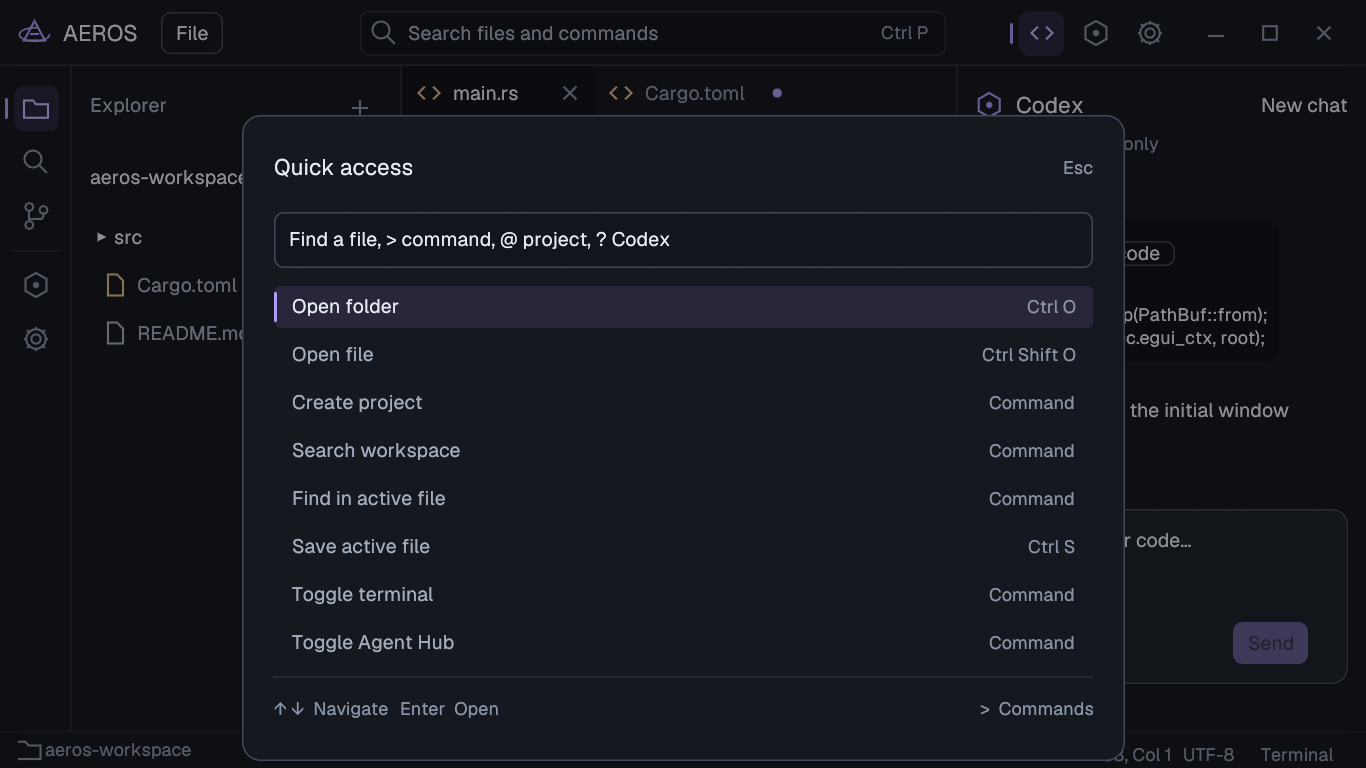 AEROS File Search files and commands Ctrl P
Explorer + main.rs Cargo.toml Codex New chat
only
Quick access Esc
aeros-workspace
Find a file, > command, @ project, ? Codex
src
ode
Open folder Ctrl O
Cargo.toml
p(PathBuf::from);
README.m
c.egui_ctx, root);
Open file Ctrl Shift O
Create project Command
the initial window
Search workspace Command
Find in active file Command
Save active file Ctrl S
r code…
Toggle terminal Command
Toggle Agent Hub Command
Send
↑↓ Navigate Enter Open > Commands
aeros-workspace
, Col 1 UTF-8 Terminal